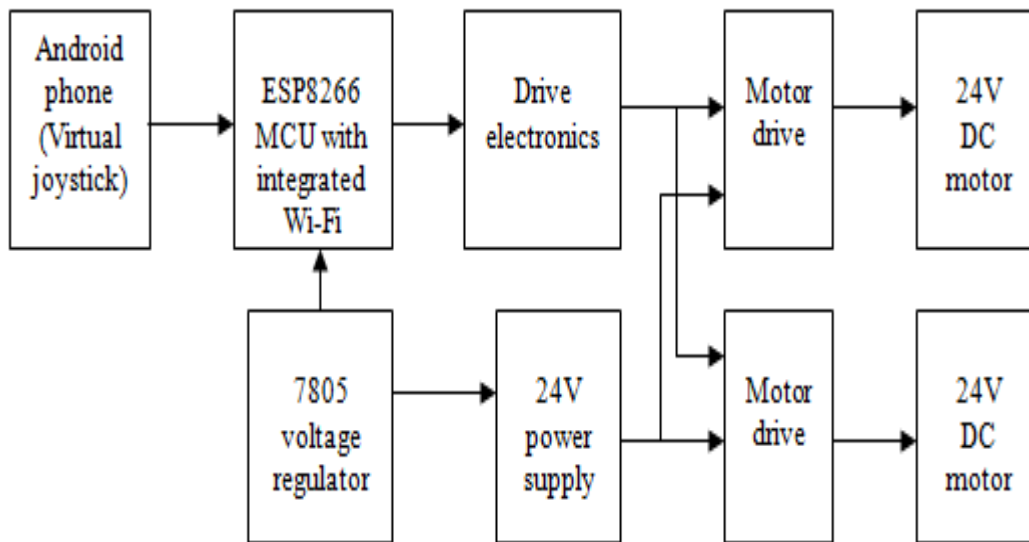 Android
phone
(Virtual
joystick)
ESP8266
MCU with
integrated
Wi-Fi
Drive
electronics
Motor
drive
24V
DC
motor
7805
voltage
regulator
24V
power
supply
Motor
drive
24V
DC
motor